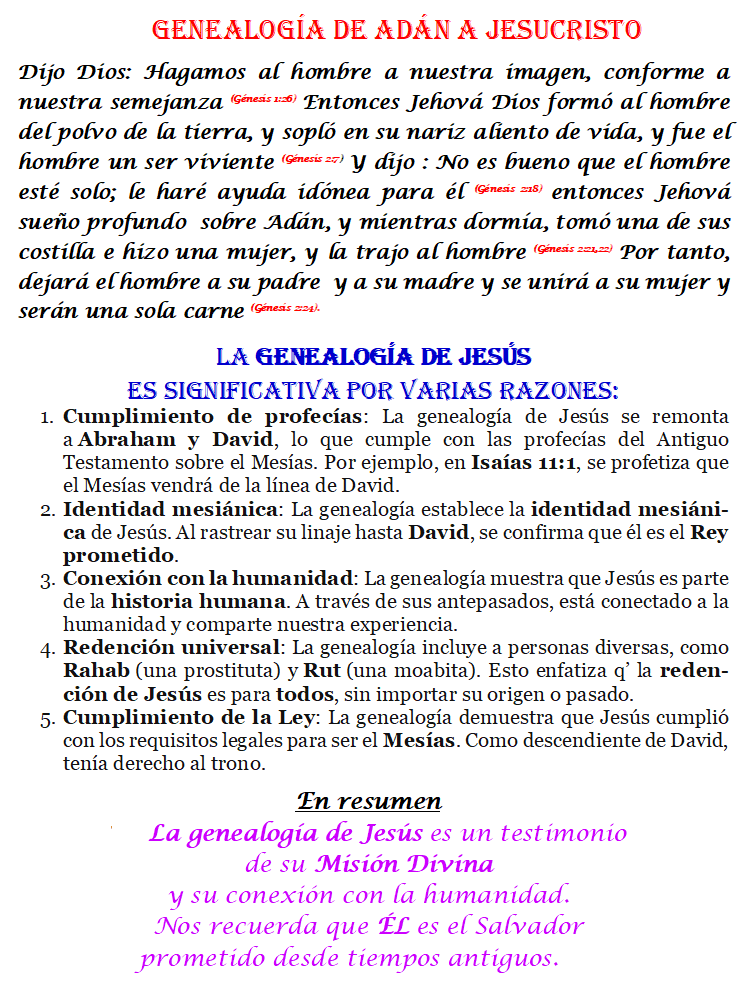 GENEALOGÍA DE ADÁN A JESUCRISTO
Dijo Dios: Hagamos al hombre a nuestra imagen, conforme a
nuestra semejanza (Génesis 1:26) Entonces Jehová Dios formó al hombre
del polvo de la tierra, y sopló en su nariz aliento de vida, y fue el
hombre un ser viviente (Génesis 2:7) Y dijo : No es bueno que el hombre
esté solo; le haré ayuda idónea para él (Génesis 2:18) entonces Jehová
sueño profundo sobre Adán, y mientras dormía, tomó una de sus
costilla e hizo una mujer, y la trajo al hombre (Génesis 2:21,22) Por tanto,
dejará el hombre a su padre y a su madre y se unirá a su mujer y
serán una sola carne (Génesis 2:24).
LA GENEALOGÍA DE JESÚS
ES SIGNIFICATIVA POR VARIAS RAZONES:
1. Cumplimiento de profecías: La genealogía de Jesús se remonta
a Abraham y David, lo que cumple con las profecías del Antiguo
Testamento sobre el Mesías. Por ejemplo, en Isaías 11:1, se profetiza que
el Mesías vendrá de la línea de David.
2. Identidad mesiánica: La genealogía establece la identidad mesiáni-
ca de Jesús. Al rastrear su linaje hasta David, se confirma que él es el Rey
prometido.
3. Conexión con la humanidad: La genealogía muestra que Jesús es parte
de la historia humana. A través de sus antepasados, está conectado a la
humanidad y comparte nuestra experiencia.
4. Redención universal: La genealogía incluye a personas diversas, como
Rahab (una prostituta) y Rut (una moabita). Esto enfatiza q’ la reden-
ción de Jesús es para todos, sin importar su origen o pasado.
5. Cumplimiento de la Ley: La genealogía demuestra que Jesús cumplió
con los requisitos legales para ser el Mesías. Como descendiente de David,
tenía derecho al trono.
En resumen
La genealogía de Jesús es un testimonio
de su Misión Divina
y su conexión con la humanidad.
Nos recuerda que ÉL es el Salvador
prometido desde tiempos antiguos.